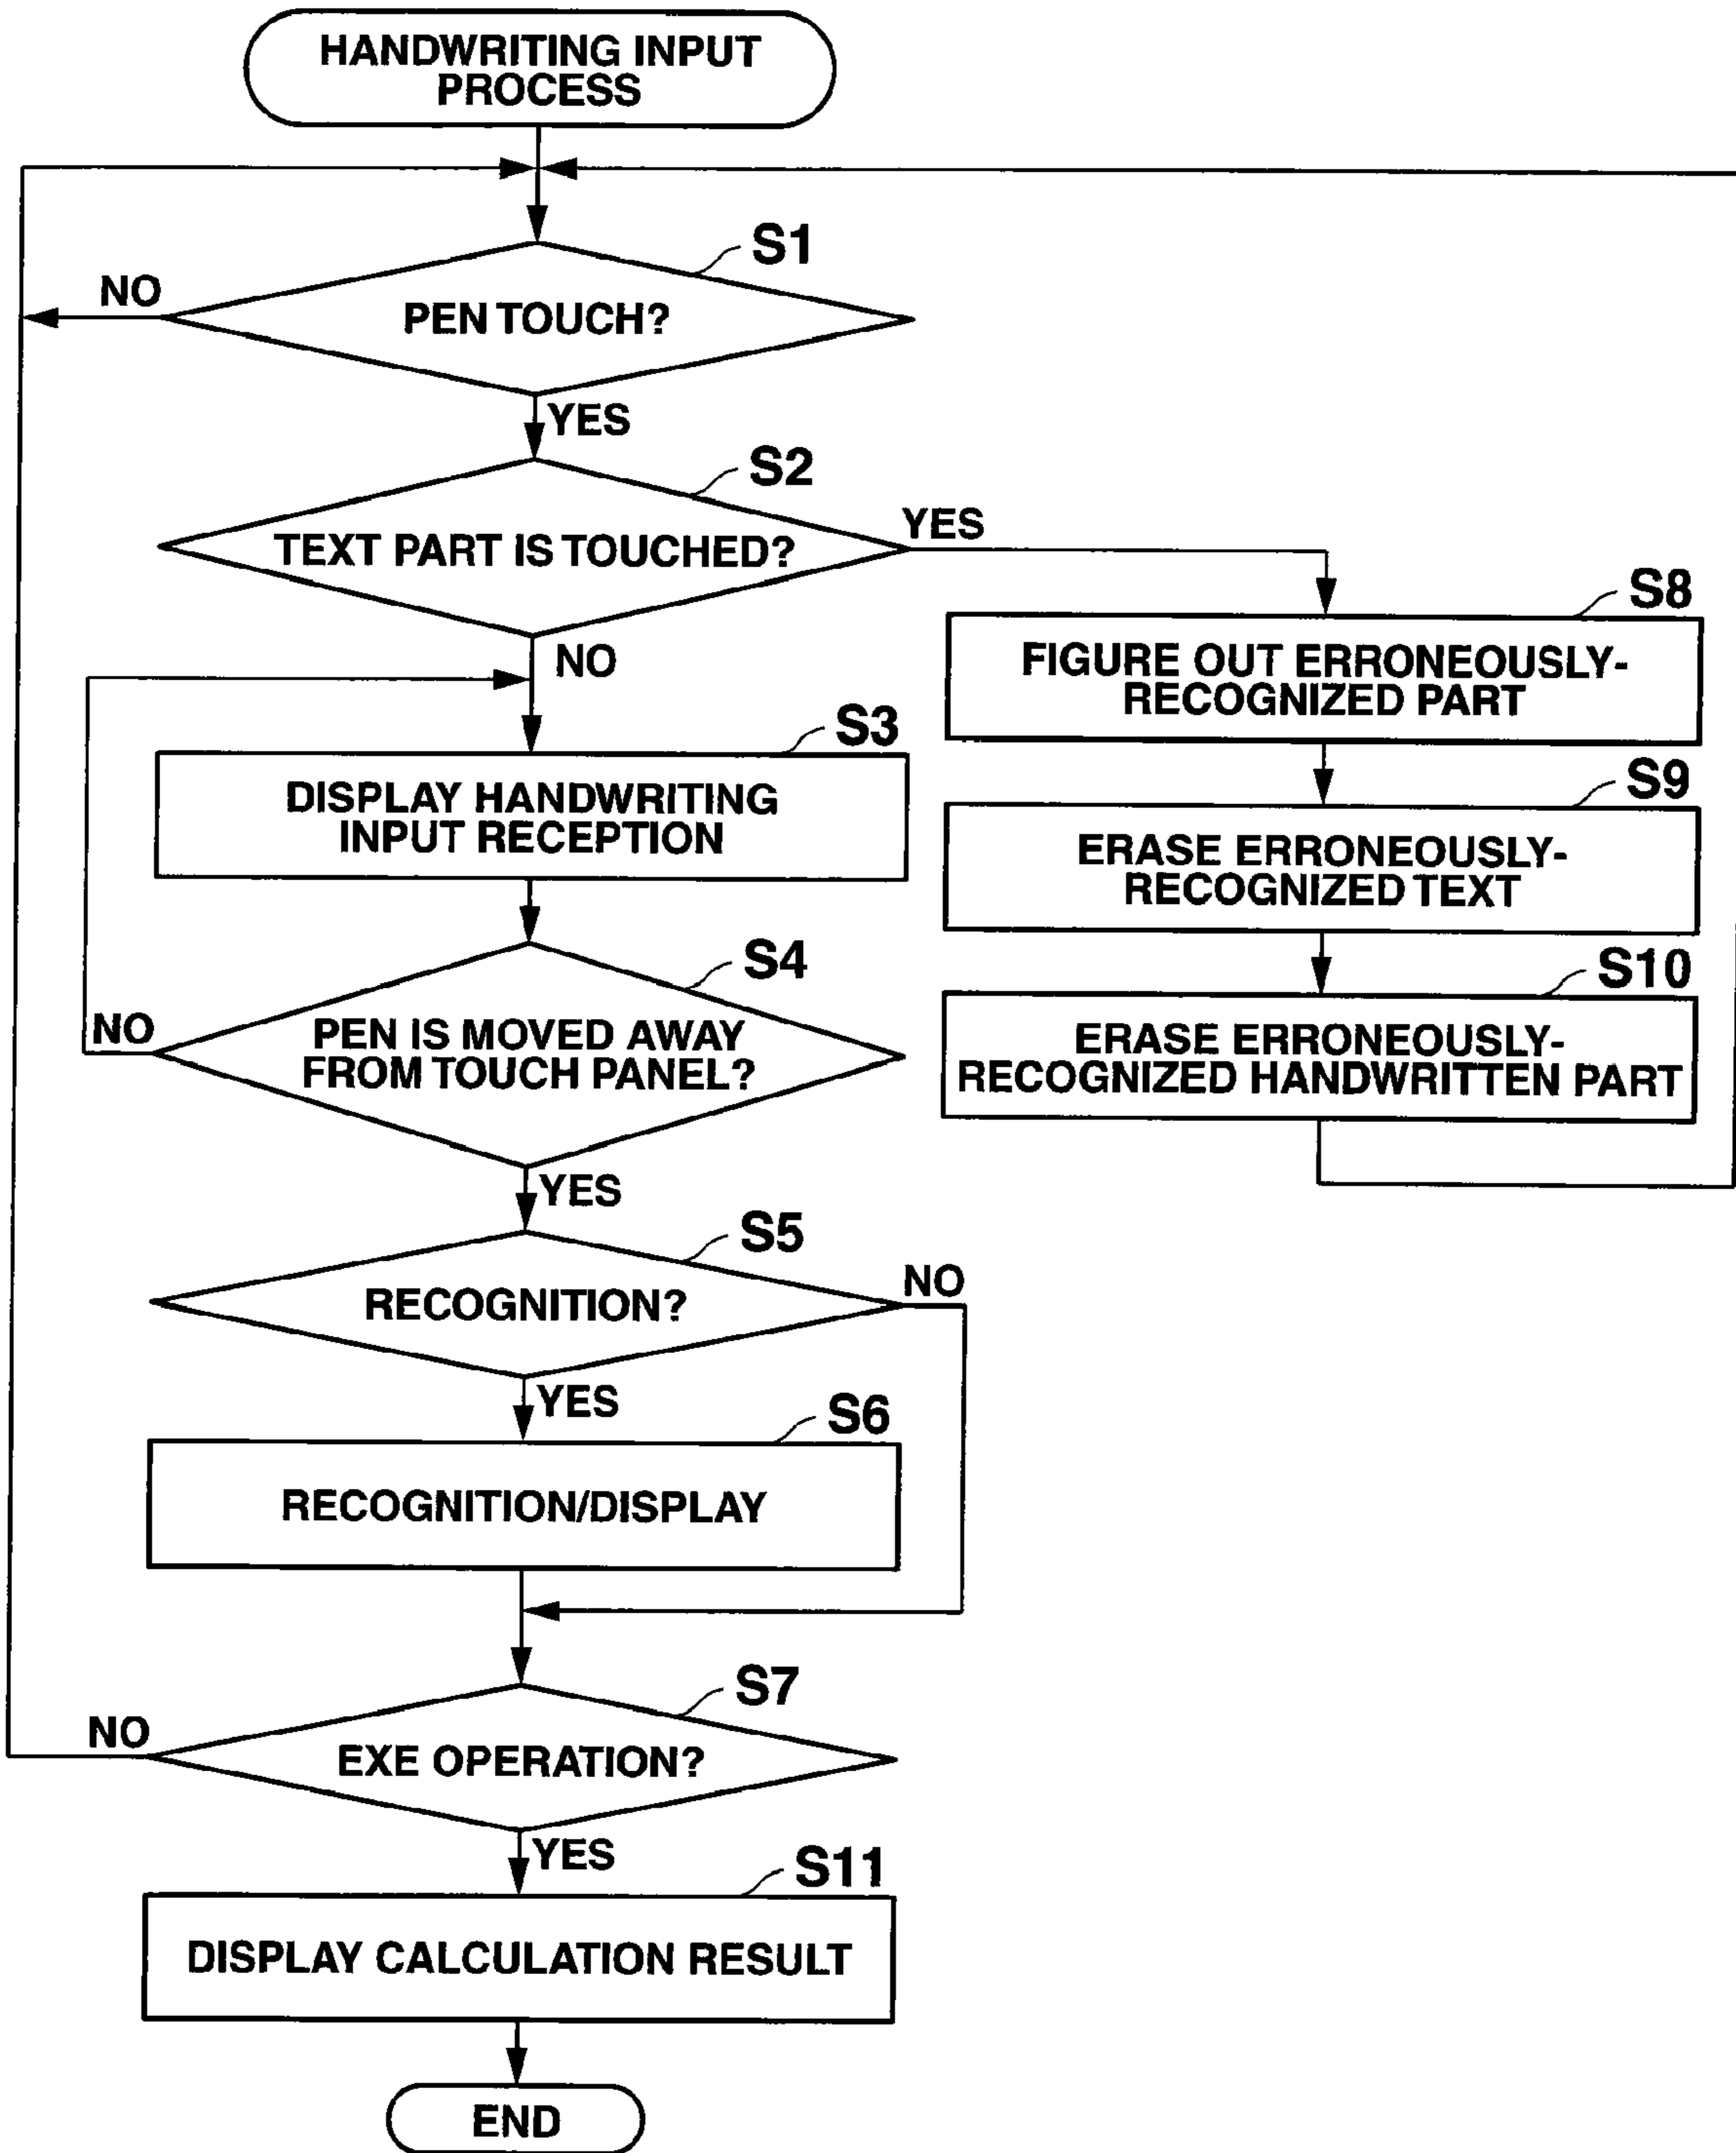 HANDWRITING INPUT
PROCESS
S1
NO
PEN TOUCH?
YES
S2
YES
TEXT PART IS TOUCHED?
NO
S8
FIGURE OUT ERRONEOUSLY-
RECOGNIZED PART
S3
DISPLAY HANDWRITING
INPUT RECEPTION
S9
ERASE ERRONEOUSLY-
RECOGNIZED TEXT
S4
NO
PEN IS MOVED AWAY
FROM TOUCH PANEL?
S10
ERASE ERRONEOUSLY-
RECOGNIZED HANDWRITTEN PART
YES
S5
NO
RECOGNITION?
YES
S6
RECOGNITION/DISPLAY
S7
NO
EXE OPERATION?
YES
S11
DISPLAY CALCULATION RESULT
END